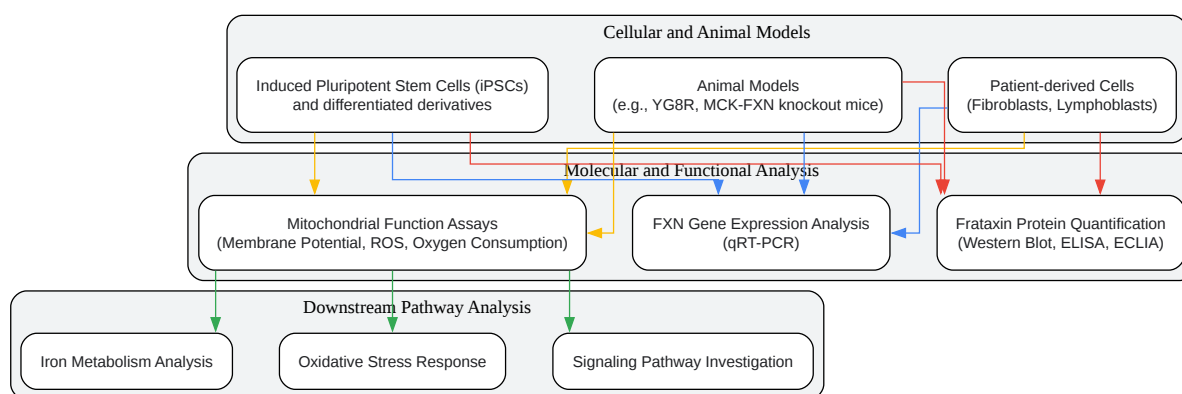 Cellular and Animal Models
Induced Pluripotent Stem Cells (iPSCs)
and differentiated derivatives
Animal Models
(e.g., YG8R, MCK-FXN knockout mice)
Patient-derived Cells
(Fibroblasts, Lymphoblasts)
Molecular and Functional Analysis
Mitochondrial Function Assays
(Membrane Potential, ROS, Oxygen Consumption)
FXN Gene Expression Analysis
(qRT-PCR)
Frataxin Protein Quantification
(Western Blot, ELISA, ECLIA)
Downstream Pathway Analysis
Iron Metabolism Analysis
Oxidative Stress Response
Signaling Pathway Investigation